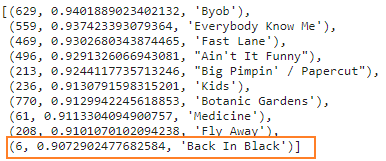 [(629, 0.9401889023402132, 'Byob'),
(559, 0.937423393079364, 'Everybody Know Me'),
(469, 0.9302680343874465, 'Fast Lane'),
(496, 0.9291326066943081, "Ain't It Funny"),
(213, 0.9244117735713246, "Big Pimpin' / Papercut"),
(236, 0.9130791598315201, 'Kids'),
(770, 0.9129942245618853, 'Botanic Gardens'),
(61, 0.9113304094900757, 'Medicine'),
(208, 0.9101070102094238, 'Fly Away'),
(6, 0.9072902477682584, 'Back In Black')]